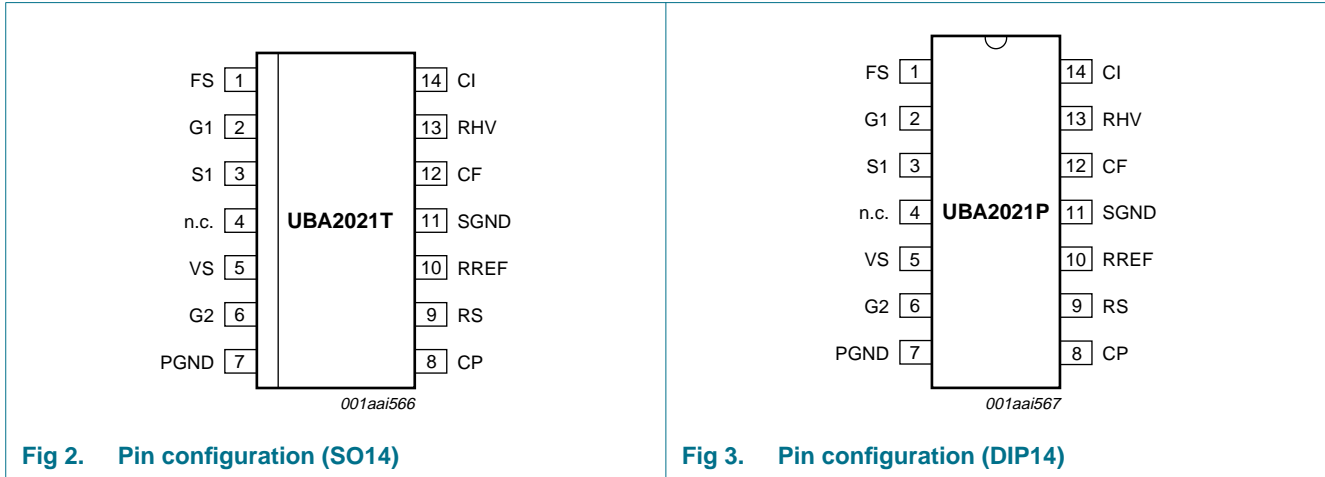 FS 1 14 CI
G1 2 13 RHV
S1 3 12 CF
n.c. 4 UBA2021T 11 SGND
VS 5 10 RREF
G2 6 9 RS
PGND 7 8 CP
001aai566
Fig 2. Pin configuration (SO14)
FS 1 14 CI
G1 2 13 RHV
S1 3 12 CF
n.c. 4 UBA2021P 11 SGND
VS 5 10 RREF
G2 6 9 RS
PGND 7 8 CP
001aai567
Fig 3. Pin configuration (DIP14)